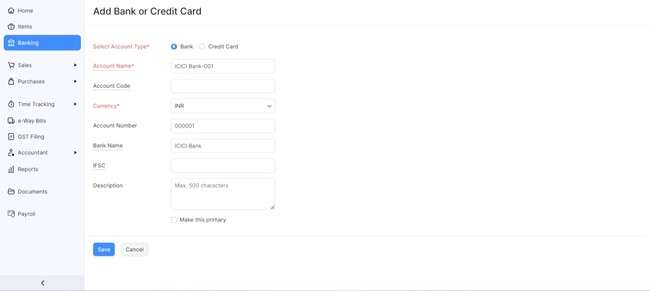 Home
Items
Banking
Sales
Purchases
Time Tracking
e-Way Bills
GST Filing
Accountant
Reports
Documents
Payroll
Add Bank or Credit Card
Select Account Type* Bank Credit Card
Account Name* ICICI Bank-001
Account Code
Currency* INR
Account Number 000001
Bank Name ICICI Bank
IFSC
Description Max. 500 characters
Make this primary
Save Cancel